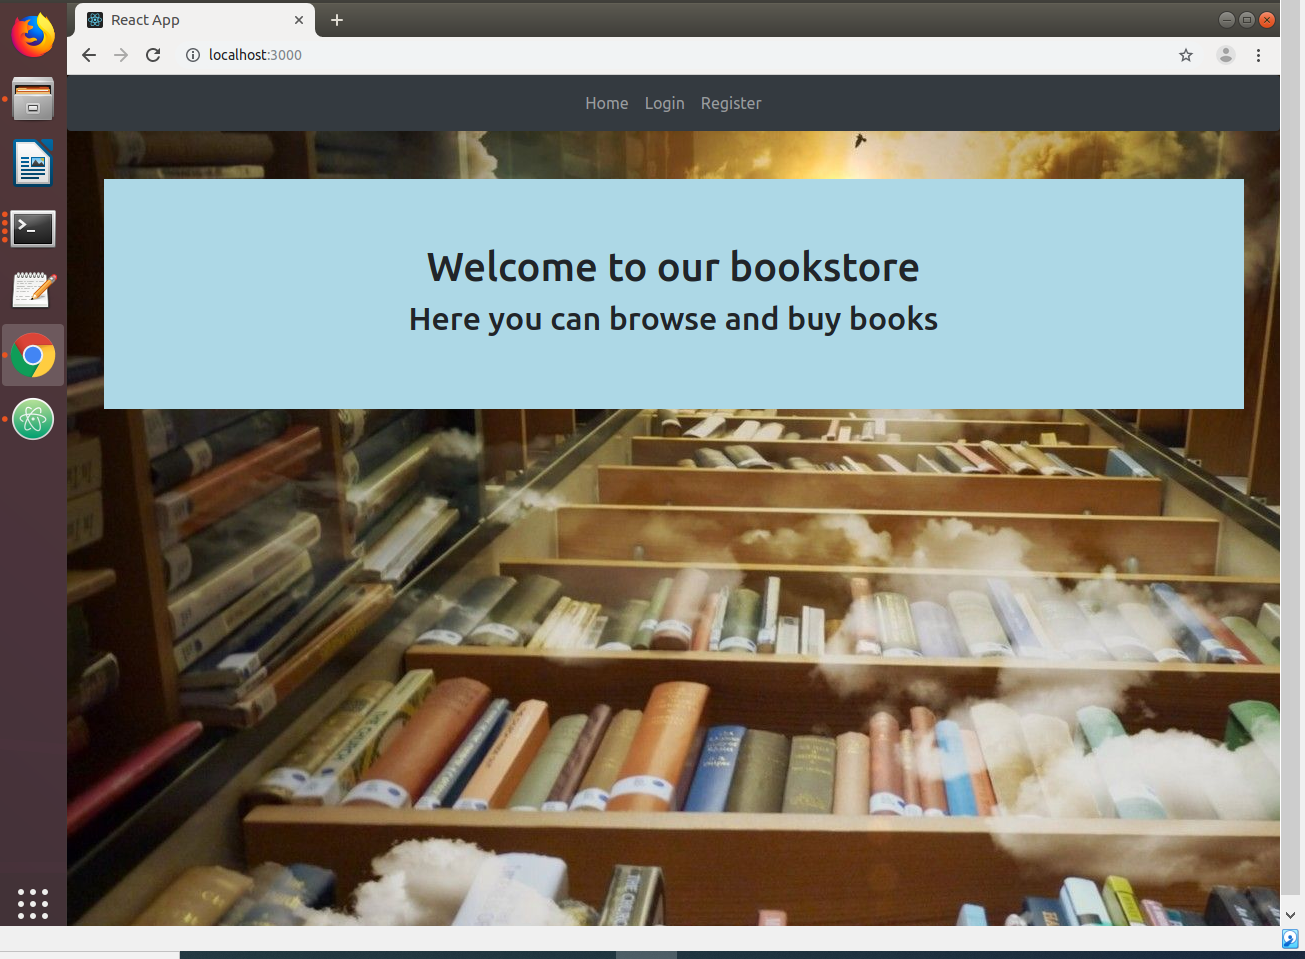 React App
localhost:3000
Home Login Register
Welcome to our bookstore
Here you can browse and buy books